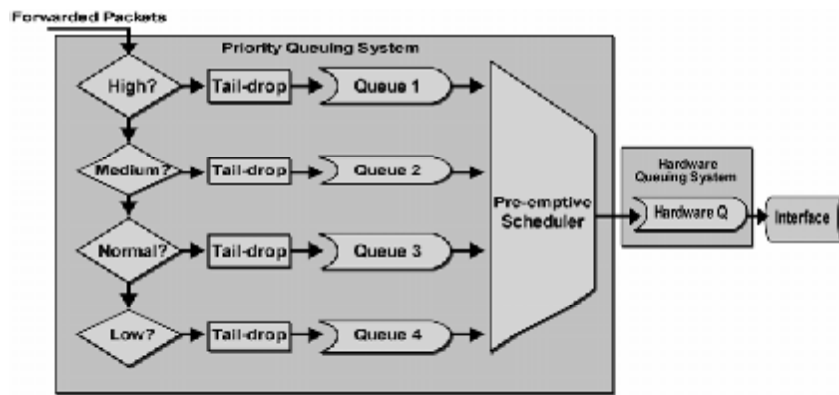 Forwarded Packets
Priority Queuing System
High?
Tail-drop
Queue 1
Medium?
Tail-drop
Queue 2
Normal?
Tail-drop
Queue 3
Low?
Tail-drop
Queue 4
Pre-emptive
Scheduler
Hardware
Queuing System
Hardware Q
Interface